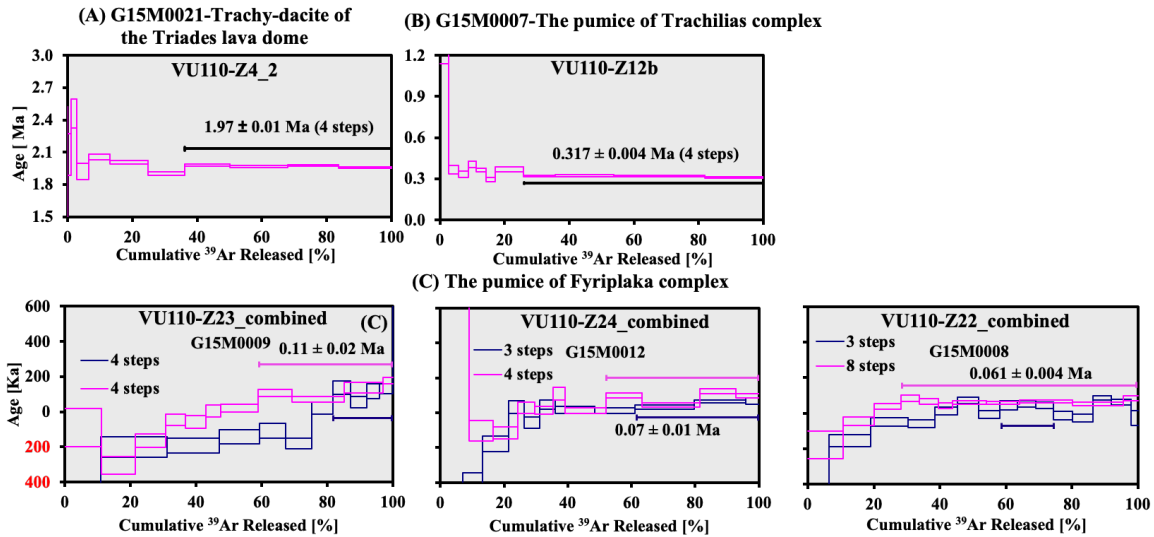 (A) G15M0021-Trachy-dacite of
the Triades lava dome
(B) G15M0007-The pumice of Trachilias complex
Age [ Ma ]
3.0
2.7
2.4
2.1
1.8
1.5
VU110-Z4_2
1.97 ± 0.01 Ma (4 steps)
0 20 40 60 80 100
Cumulative ³⁹Ar Released [%]
1.2
0.9
0.6
0.3
0.0
VU110-Z12b
0.317 ± 0.004 Ma (4 steps)
0 20 40 60 80 100
Cumulative ³⁹Ar Released [%]
(C) The pumice of Fyriplaka complex
Age [Ka]
600
400
200
0
200
400
VU110-Z23_combined (C)
G15M0009
4 steps
4 steps
0.11 ± 0.02 Ma
0 20 40 60 80 100
Cumulative ³⁹Ar Released [%]
VU110-Z24_combined
3 steps
4 steps
G15M0012
0.07 ± 0.01 Ma
0 20 40 60 80 100
Cumulative ³⁹Ar Released [%]
VU110-Z22_combined
3 steps
8 steps
G15M0008
0.061 ± 0.004 Ma
0 20 40 60 80 100
Cumulative ³⁹Ar Released [%]